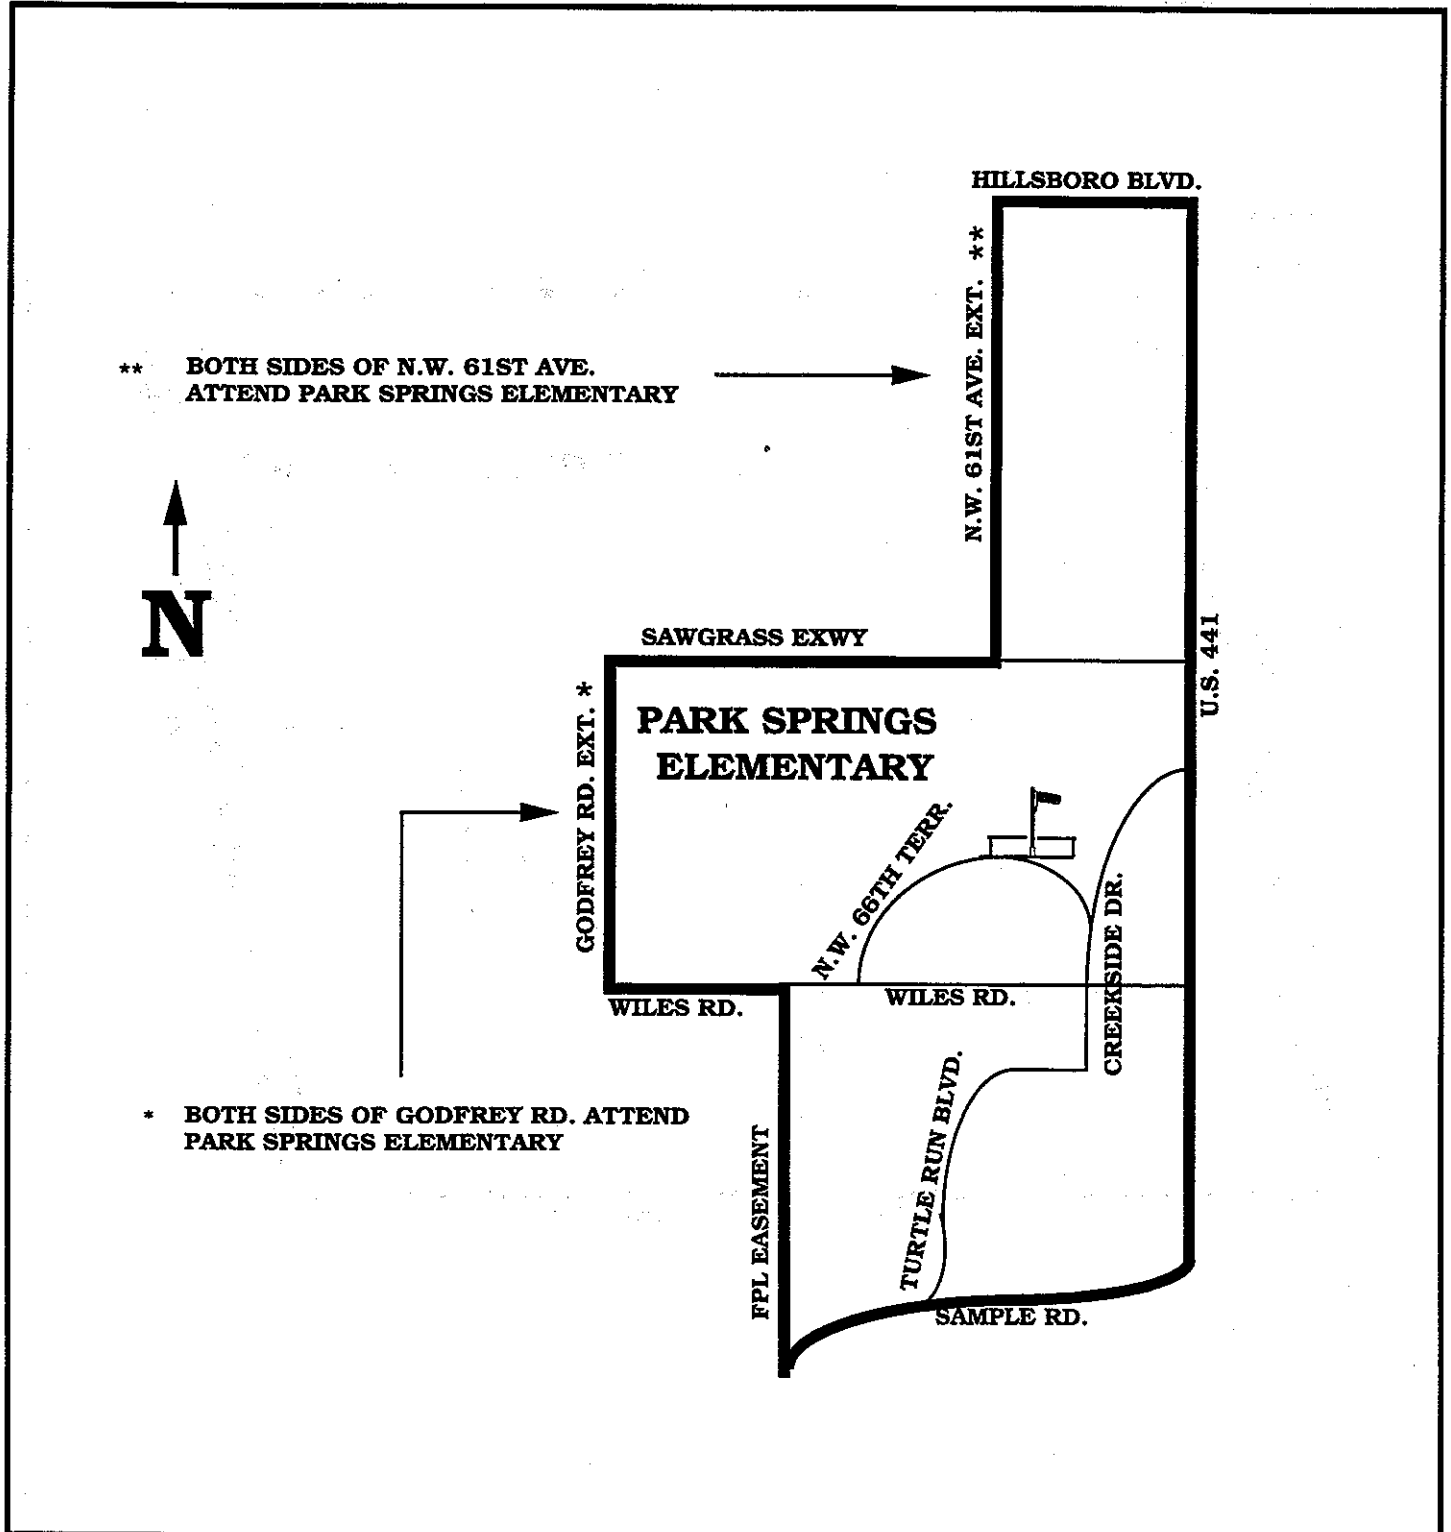 HILLSBORO BLVD.
N.W. 61ST AVE. EXT. **
** BOTH SIDES OF N.W. 61ST AVE.
ATTEND PARK SPRINGS ELEMENTARY
N
SAWGRASS EXWY
U.S. 441
GODFREY RD. EXT. *
PARK SPRINGS
ELEMENTARY
N.W. 66TH TERR.
CREEKSIDE DR.
WILES RD.
WILES RD.
* BOTH SIDES OF GODFREY RD. ATTEND
PARK SPRINGS ELEMENTARY
TURTLE RUN BLVD.
FPL EASEMENT
SAMPLE RD.